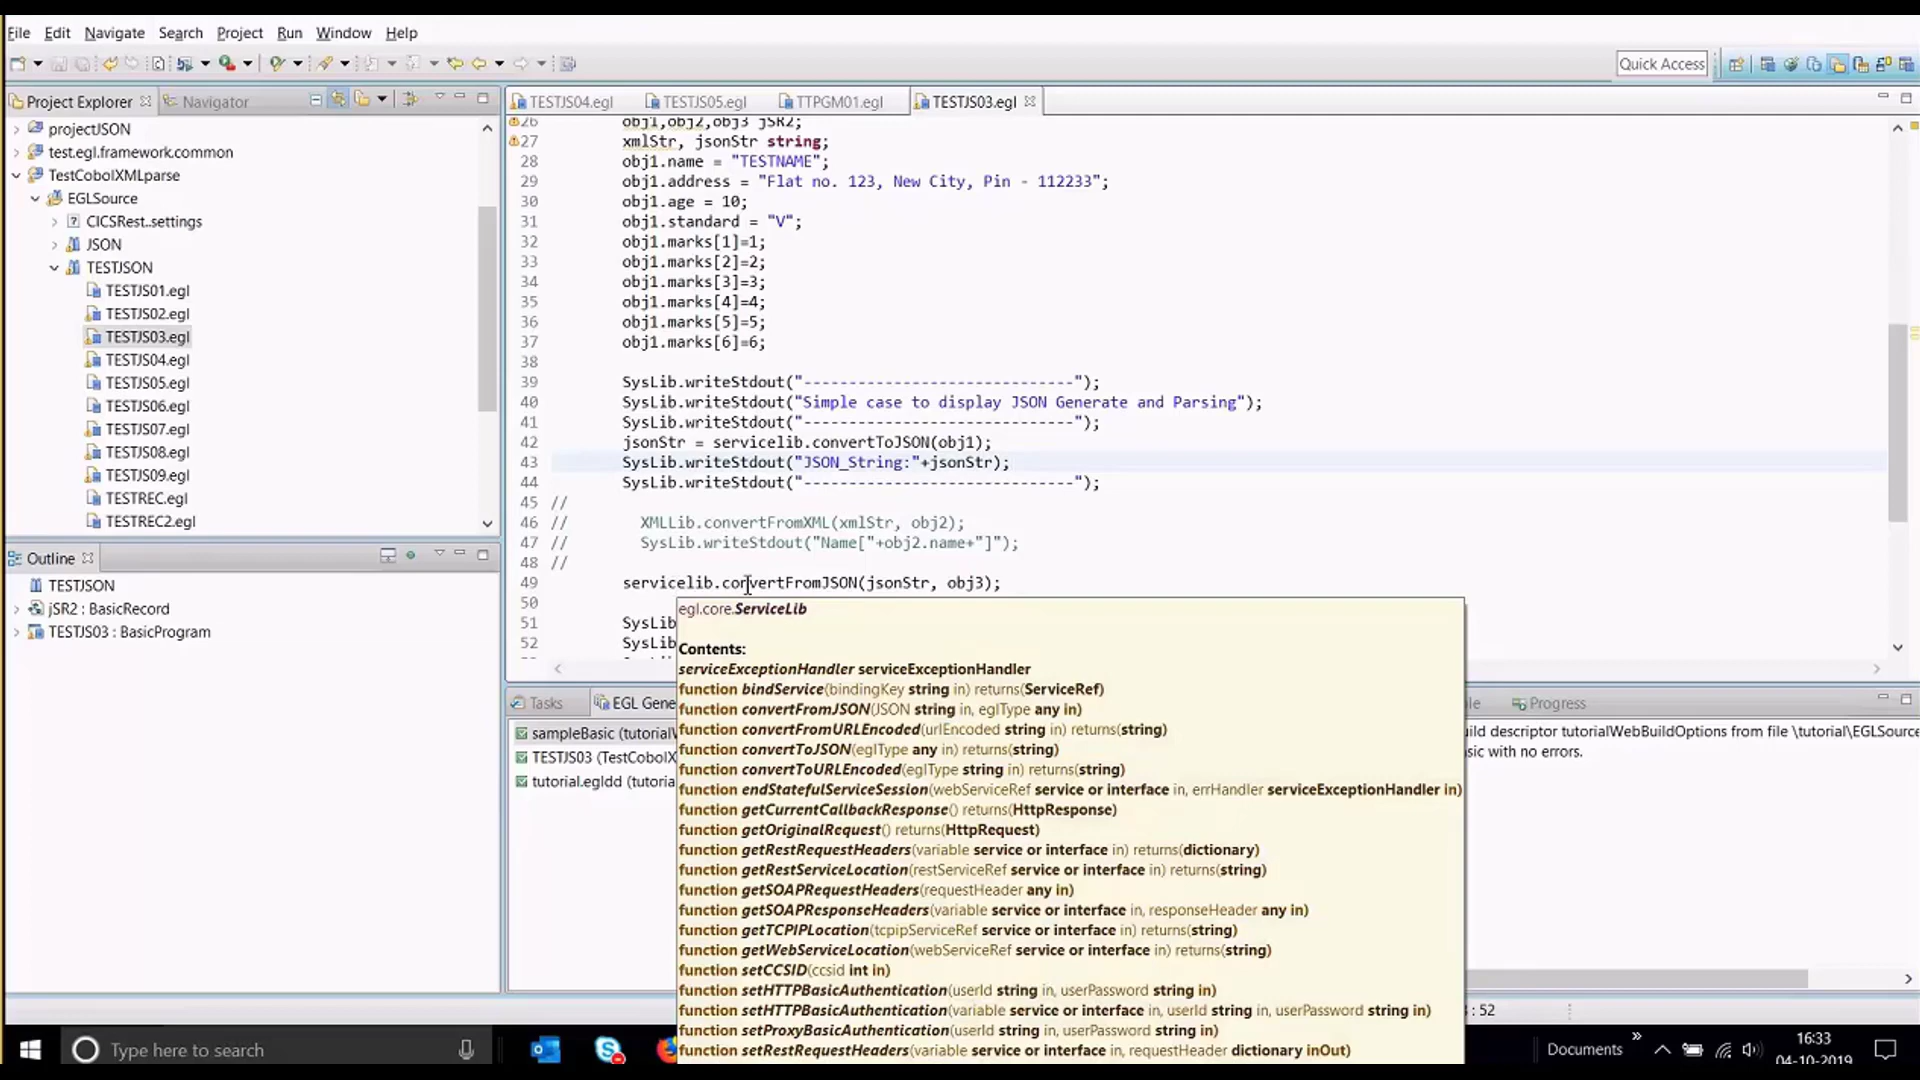 File Edit Navigate Search Project Run Window Help
Quick Access
Project Explorer
Navigator
projectJSON
test.egl.framework.common
TestCobolXMLparse
EGLSource
CICSRest..settings
JSON
TESTJSON
TESTJS01.egl
TESTJS02.egl
TESTJS03.egl
TESTJS04.egl
TESTJS05.egl
TESTJS06.egl
TESTJS07.egl
TESTJS08.egl
TESTJS09.egl
TESTREC.egl
TESTREC2.egl
Outline
TESTJSON
jSR2 : BasicRecord
TESTJS03 : BasicProgram
TESTJS04.egl TESTJS05.egl TTPGM01.egl TESTJS03.egl
26 obj1,obj2,obj3 jSR2;
27 xmlStr, jsonStr string;
28 obj1.name = "TESTNAME";
29 obj1.address = "Flat no. 123, New City, Pin - 112233";
30 obj1.age = 10;
31 obj1.standard = "V";
32 obj1.marks[1]=1;
33 obj1.marks[2]=2;
34 obj1.marks[3]=3;
35 obj1.marks[4]=4;
36 obj1.marks[5]=5;
37 obj1.marks[6]=6;
38
39 SysLib.writeStdout("------------------------------");
40 SysLib.writeStdout("Simple case to display JSON Generate and Parsing");
41 SysLib.writeStdout("------------------------------");
42 jsonStr = servicelib.convertToJSON(obj1);
43 SysLib.writeStdout("JSON_String:"+jsonStr);
44 SysLib.writeStdout("------------------------------");
45 //
46 // XMLLib.convertFromXML(xmlStr, obj2);
47 // SysLib.writeStdout("Name["+obj2.name+"]");
48 //
49 servicelib.convertFromJSON(jsonStr, obj3);
50
51 SysLib
52 SysLib
egl.core.ServiceLib
Contents:
serviceExceptionHandler serviceExceptionHandler
function bindService(bindingKey string in) returns(ServiceRef)
function convertFromJSON(JSON string in, eglType any in)
function convertFromURLEncoded(urlEncoded string in) returns(string)
function convertToJSON(eglType any in) returns(string)
function convertToURLEncoded(eglType string in) returns(string)
function endStatefulServiceSession(webServiceRef service or interface in, errHandler serviceExceptionHandler in)
function getCurrentCallbackResponse() returns(HttpResponse)
function getOriginalRequest() returns(HttpRequest)
function getRestRequestHeaders(variable service or interface in) returns(dictionary)
function getRestServiceLocation(restServiceRef service or interface in) returns(string)
function getSOAPRequestHeaders(requestHeader any in)
function getSOAPResponseHeaders(variable service or interface in, responseHeader any in)
function getTCPIPLocation(tcpipServiceRef service or interface in) returns(string)
function getWebServiceLocation(webServiceRef service or interface in) returns(string)
function setCCSID(ccsid int in)
function setHTTPBasicAuthentication(userId string in, userPassword string in)
function setHTTPBasicAuthentication(variable service or interface in, userId string in, userPassword string in)
function setProxyBasicAuthentication(userId string in, userPassword string in)
function setRestRequestHeaders(variable service or interface in, requestHeader dictionary inOut)
Tasks EGL Gene
sampleBasic (tutorialW
TESTJS03 (TestCobolX
tutorial.egldd (tutoria
Progress
ild descriptor tutorialWebBuildOptions from file \tutorial\EGLSource
sic with no errors.
: 52
Type here to search
Documents
16:33
04-10-2019